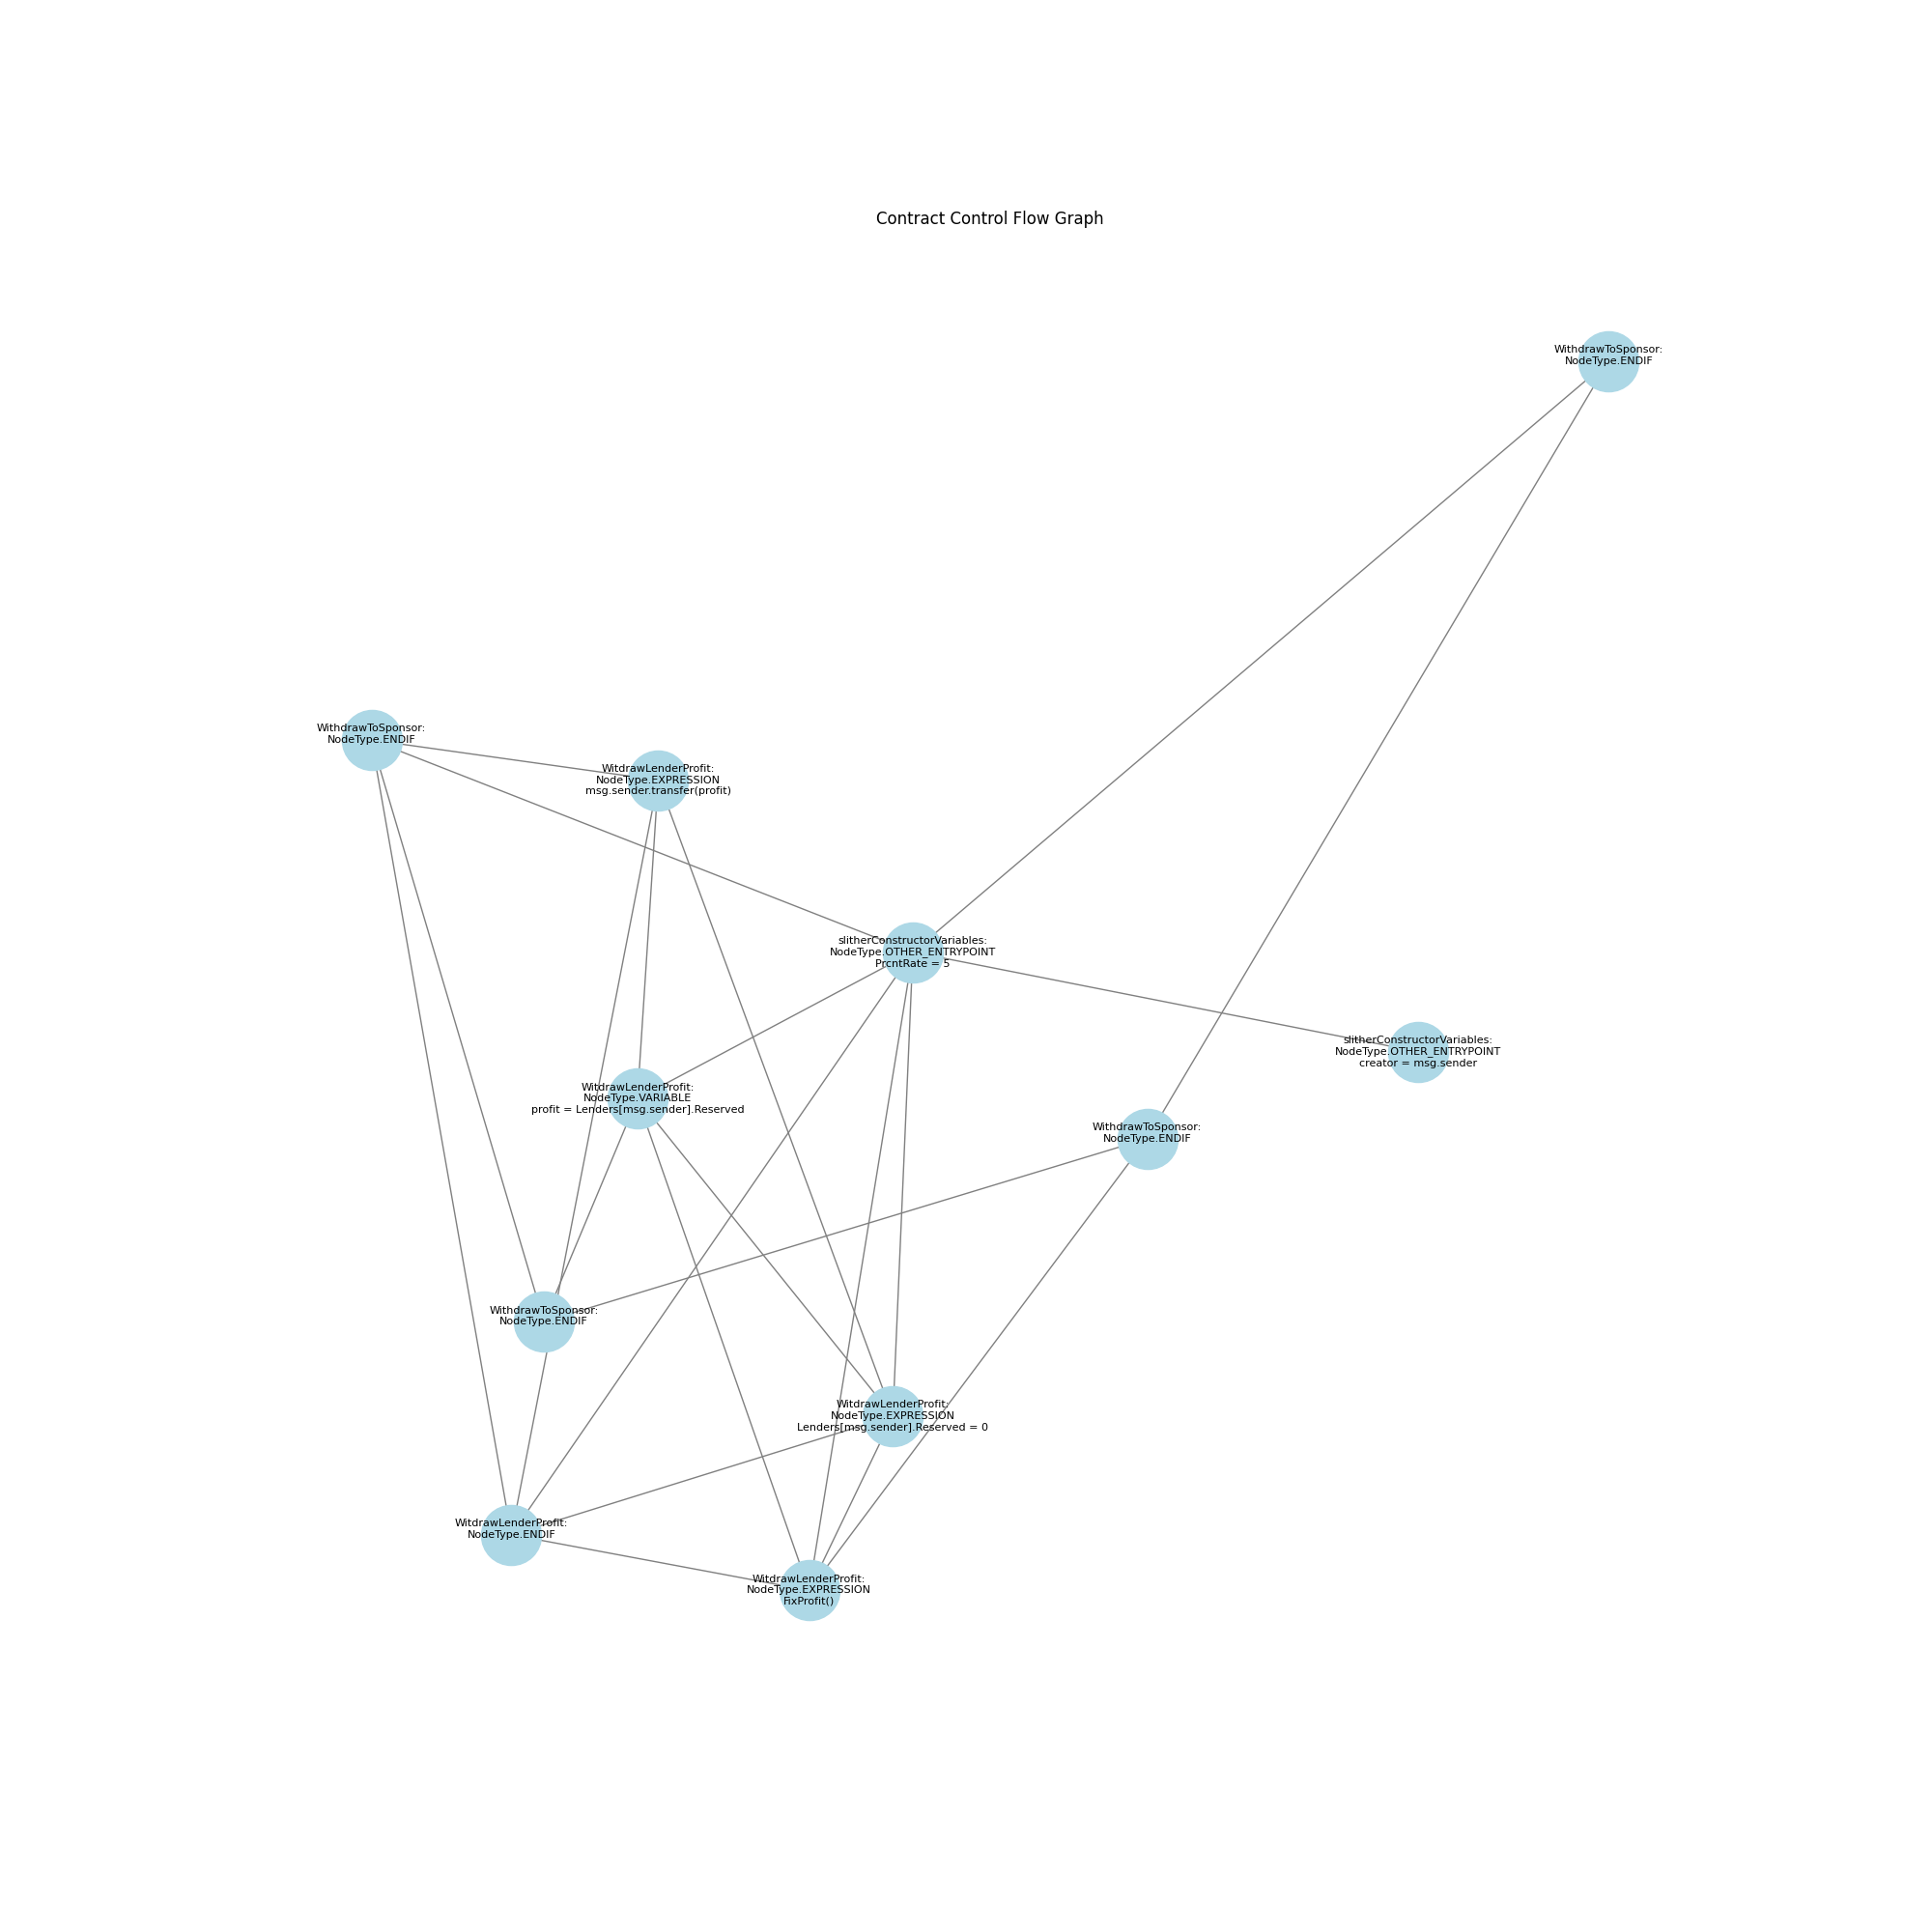 Contract Control Flow Graph
WithdrawToSponsor:
NodeType.ENDIF
WithdrawToSponsor:
NodeType.ENDIF
WitdrawLenderProfit:
NodeType.EXPRESSION
msg.sender.transfer(profit)
slitherConstructorVariables:
NodeType.OTHER_ENTRYPOINT
PrcntRate = 5
slitherConstructorVariables:
NodeType.OTHER_ENTRYPOINT
creator = msg.sender
WitdrawLenderProfit:
NodeType.VARIABLE
profit = Lenders[msg.sender].Reserved
WithdrawToSponsor:
NodeType.ENDIF
WithdrawToSponsor:
NodeType.ENDIF
WitdrawLenderProfit:
NodeType.EXPRESSION
Lenders[msg.sender].Reserved = 0
WitdrawLenderProfit:
NodeType.ENDIF
WitdrawLenderProfit:
NodeType.EXPRESSION
FixProfit()